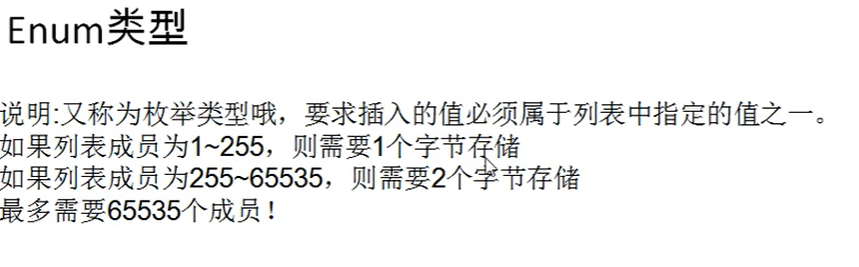 Enum类型
说明:又称为枚举类型哦，要求插入的值必须属于列表中指定的值之一。
如果列表成员为1~255，则需要1个字节存储
如果列表成员为255~65535，则需要2个字节存储
最多需要65535个成员！